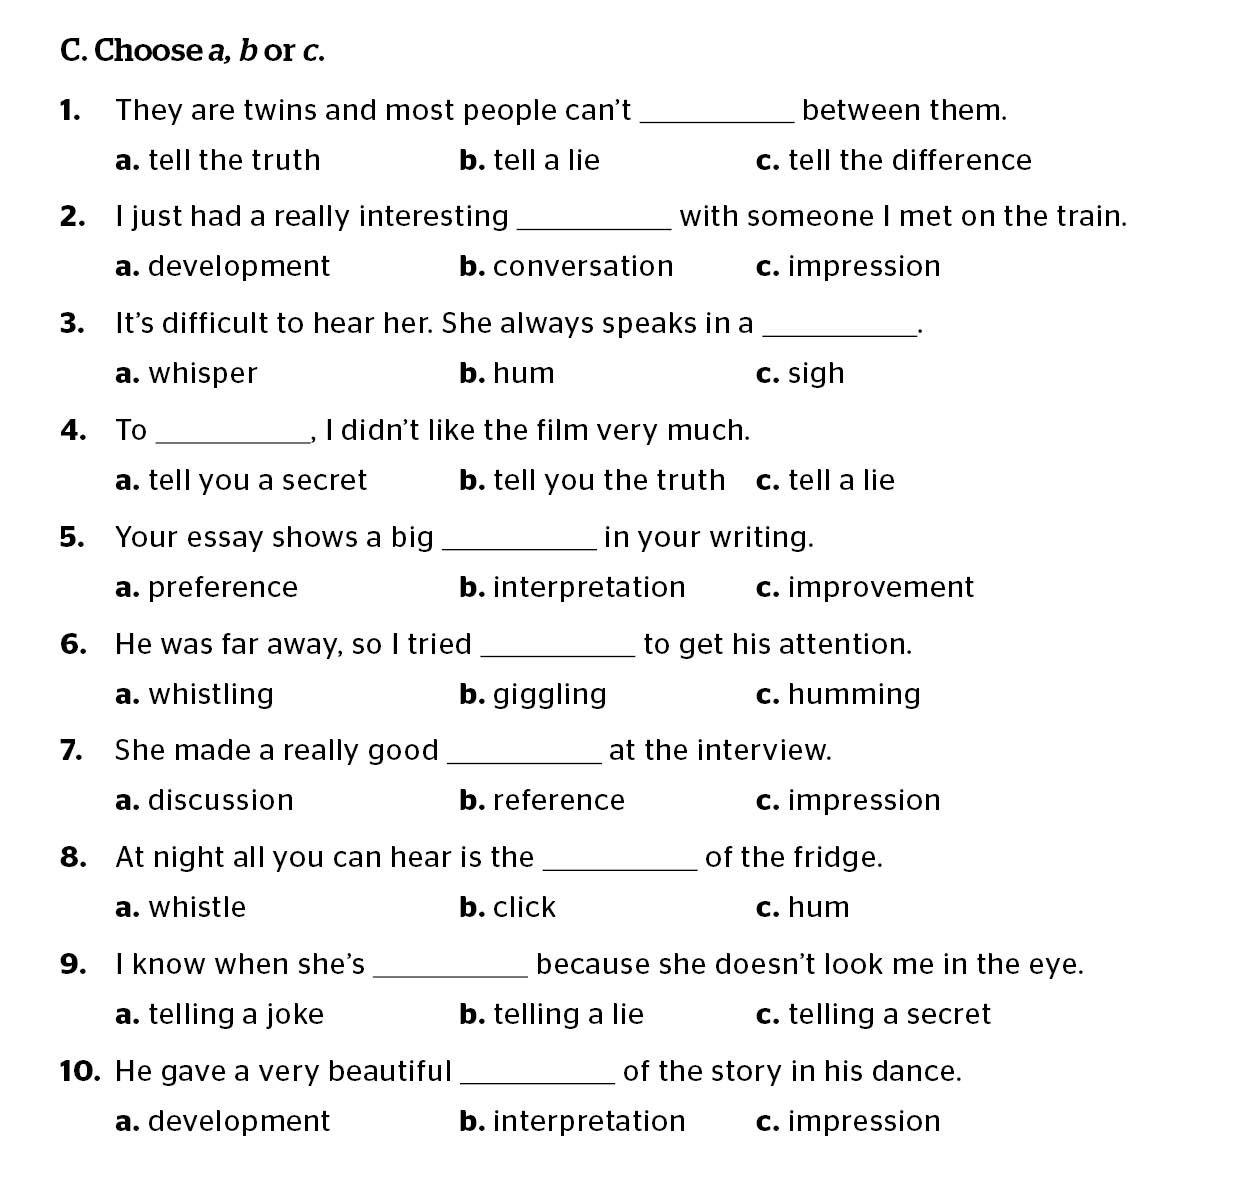 C. Choose a, b or c.
1. They are twins and most people can’t __________ between them.
a. tell the truth b. tell a lie c. tell the difference
2. I just had a really interesting __________ with someone I met on the train.
a. development b. conversation c. impression
3. It’s difficult to hear her. She always speaks in a __________.
a. whisper b. hum c. sigh
4. To __________, I didn’t like the film very much.
a. tell you a secret b. tell you the truth c. tell a lie
5. Your essay shows a big __________ in your writing.
a. preference b. interpretation c. improvement
6. He was far away, so I tried __________ to get his attention.
a. whistling b. giggling c. humming
7. She made a really good __________ at the interview.
a. discussion b. reference c. impression
8. At night all you can hear is the __________ of the fridge.
a. whistle b. click c. hum
9. I know when she’s __________ because she doesn’t look me in the eye.
a. telling a joke b. telling a lie c. telling a secret
10. He gave a very beautiful __________ of the story in his dance.
a. development b. interpretation c. impression